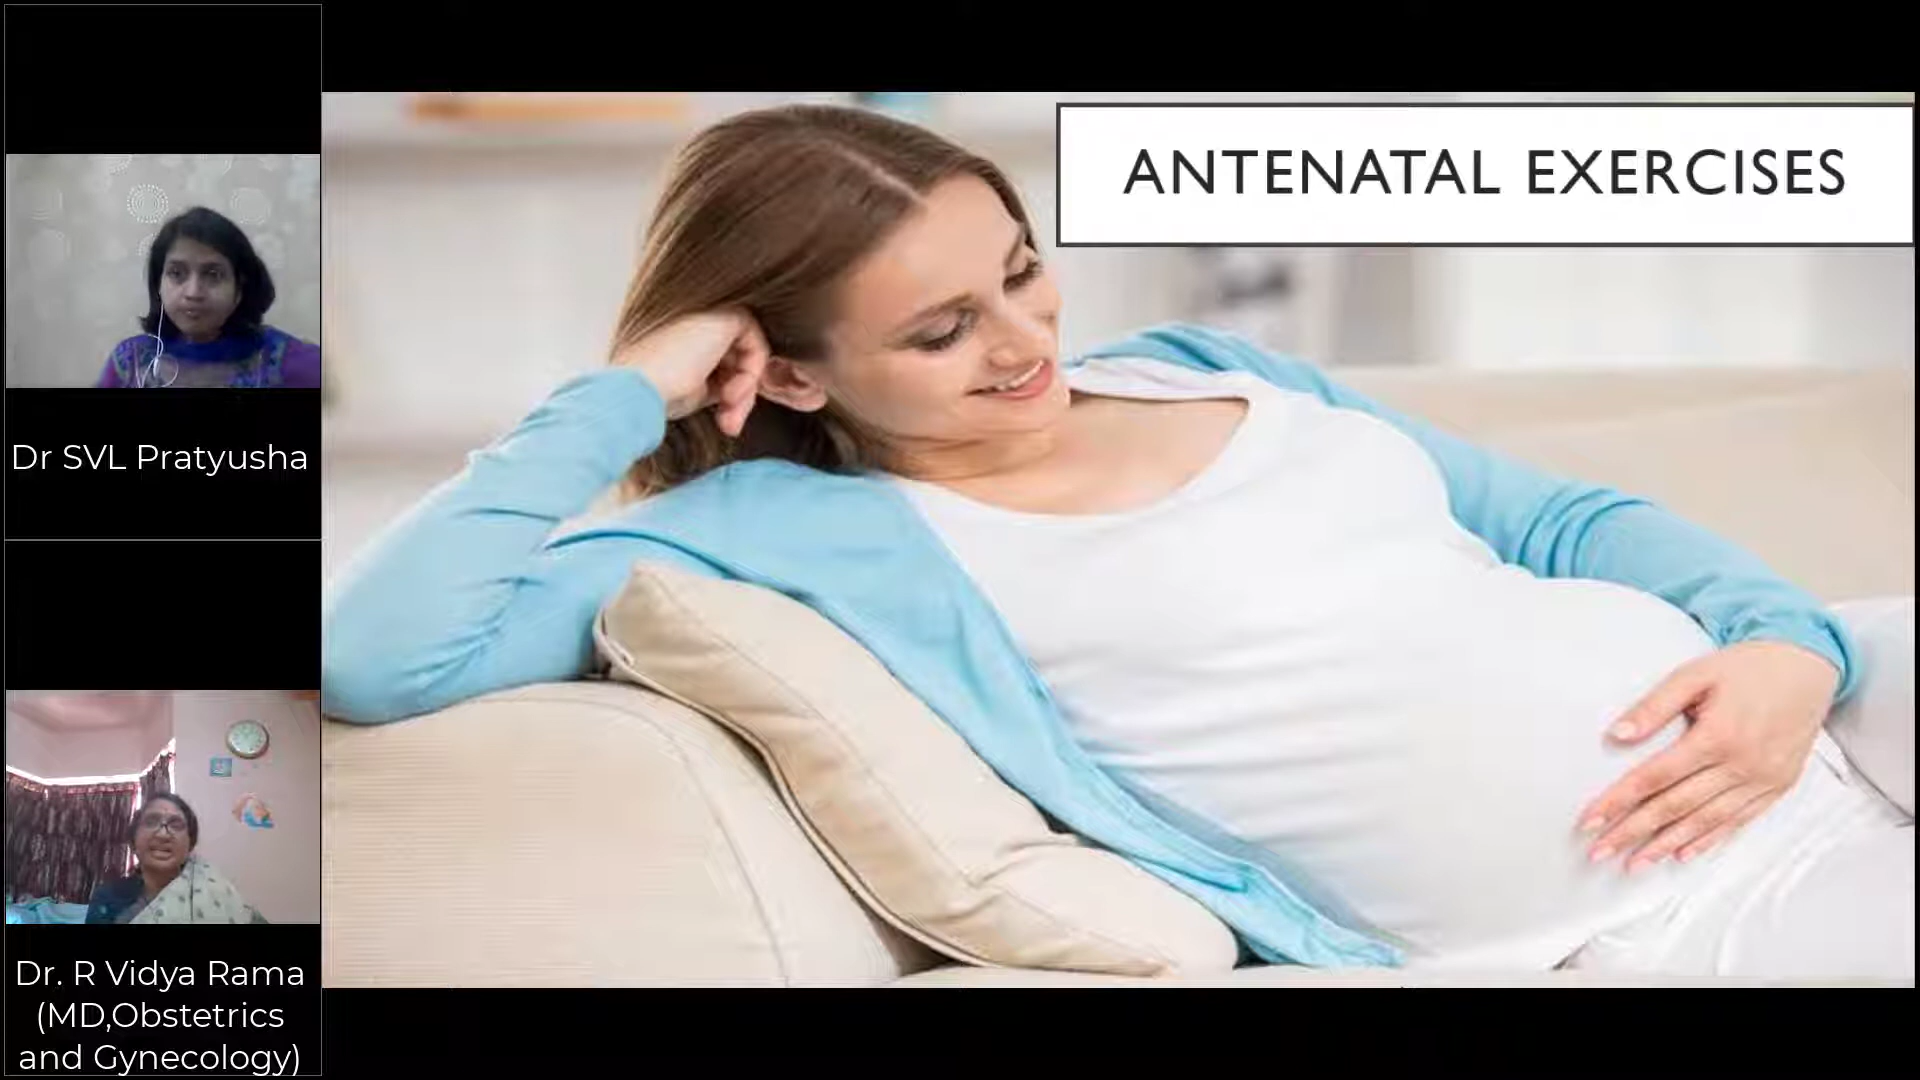 ANTENATAL EXERCISES
Dr SVL Pratyusha
Dr. R Vidya Rama
(MD,Obstetrics
and Gynecology)